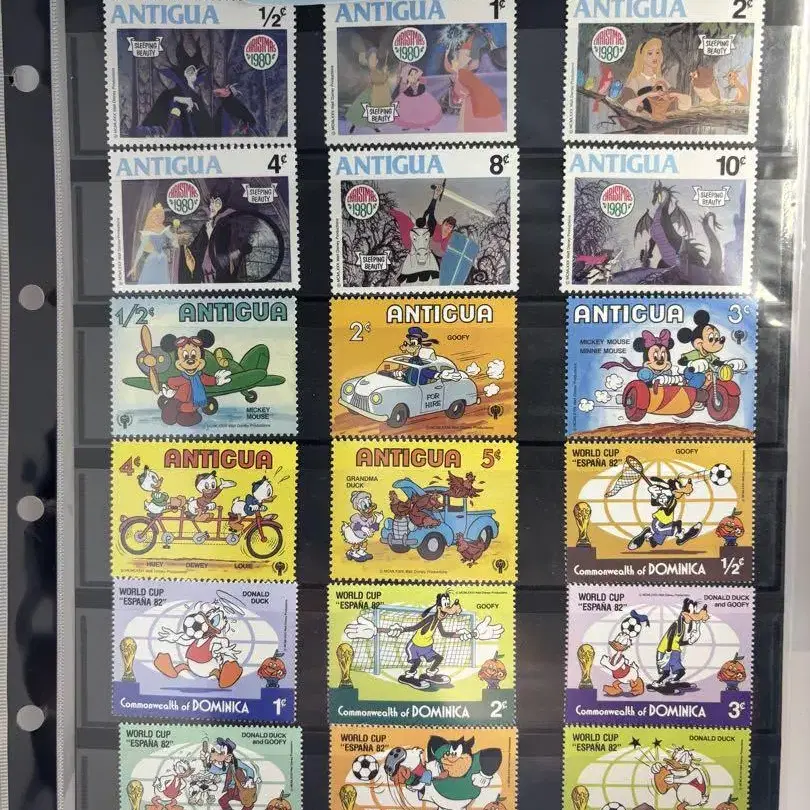 ANTIGUA ½¢
SLEEPING
BEAUTY
ANTIGUA 1¢
CHRISTMAS
1980
SLEEPING
BEAUTY
ANTIGUA 2¢
CHRISTMAS
1980
SLEEPING
BEAUTY
ANTIGUA 4¢
CHRISTMAS
1980
SLEEPING
BEAUTY
ANTIGUA 8¢
CHRISTMAS
1980
SLEEPING
BEAUTY
ANTIGUA 10¢
CHRISTMAS
1980
SLEEPING
BEAUTY
1/2¢ ANTIGUA
MICKEY
MOUSE
2¢ ANTIGUA
GOOFY
FOR
HIRE
ANTIGUA 3¢
MICKEY MOUSE
MINNIE MOUSE
4¢ ANTIGUA
HUEY DEWEY LOUIE
ANTIGUA 5¢
GRANDMA
DUCK
WORLD CUP
"ESPAÑA 82"
GOOFY
Commonwealth of DOMINICA ½¢
WORLD CUP
"ESPAÑA 82"
DONALD
DUCK
Commonwealth of DOMINICA 1¢
WORLD CUP
"ESPAÑA 82"
GOOFY
Commonwealth of DOMINICA 2¢
WORLD CUP
"ESPAÑA 82"
DONALD DUCK
and GOOFY
Commonwealth of DOMINICA 3¢
WORLD CUP
"ESPAÑA 82"
DONALD DUCK
and GOOFY
WORLD CUP
"ESPAÑA 82"
WORLD CUP
"ESPAÑA 82"
DONALD DUCK